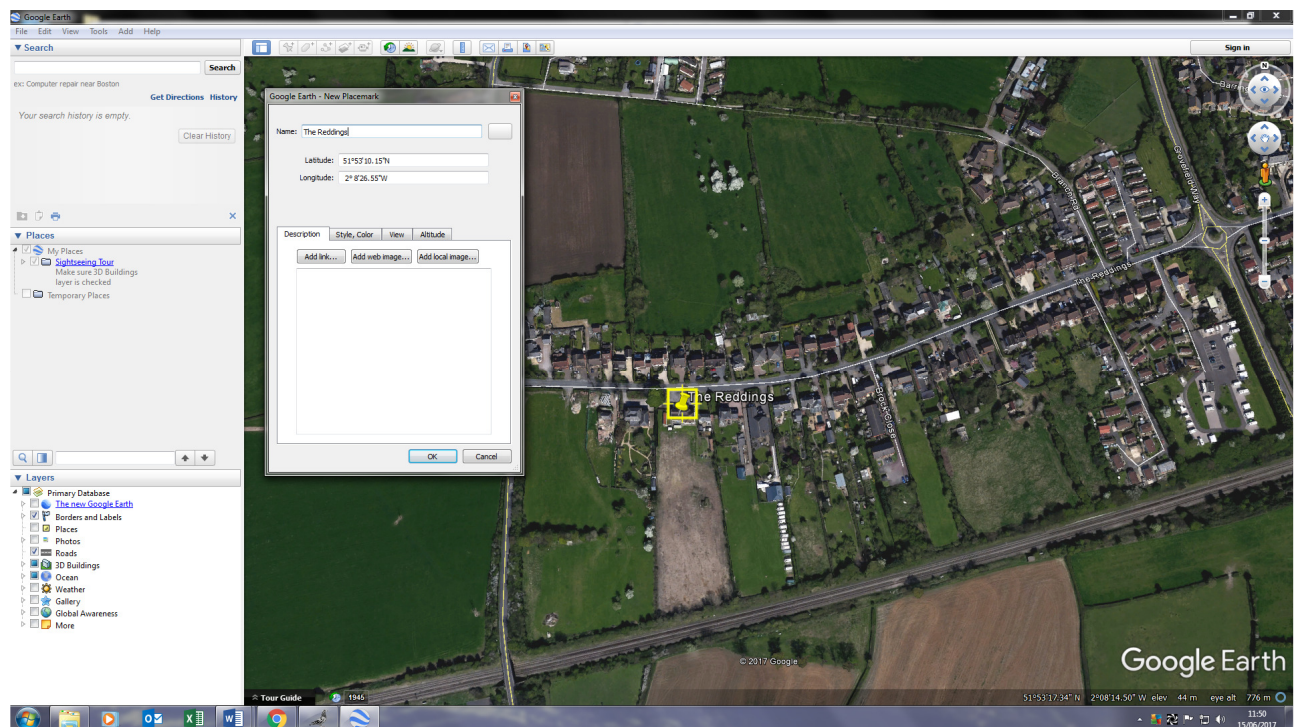 Google Earth
File Edit View Tools Add Help
▼ Search
Search
ex: Computer repair near Boston
Get Directions History
Your search history is empty.
Clear History
▼ Places
My Places
Sightseeing Tour
Make sure 3D Buildings
layer is checked
Temporary Places
▼ Layers
Primary Database
The new Google Earth
Borders and Labels
Places
Photos
Roads
3D Buildings
Ocean
Weather
Gallery
Global Awareness
More
Sign in
Google Earth - New Placemark
Name: The Reddings
Latitude: 51°53'10.15"N
Longitude: 2° 8'26.55"W
Description Style, Color View Altitude
Add link... Add web image... Add local image...
OK Cancel
N
Grovefield Way
Branch Rd
The Reddings
The Reddings
Brock Close
© 2017 Google
Google Earth
Tour Guide 1945
51°53'17.34" N 2°08'14.50" W elev 44 m eye alt 776 m
11:50
15/06/2017